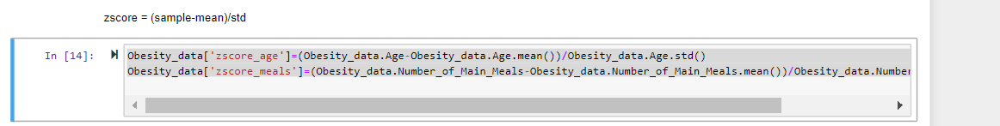 zscore = (sample-mean)/std
In [14]:
Obesity_data['zscore_age']=(Obesity_data.Age-Obesity_data.Age.mean())/Obesity_data.Age.std()
Obesity_data['zscore_meals']=(Obesity_data.Number_of_Main_Meals-Obesity_data.Number_of_Main_Meals.mean())/Obesity_data.Number